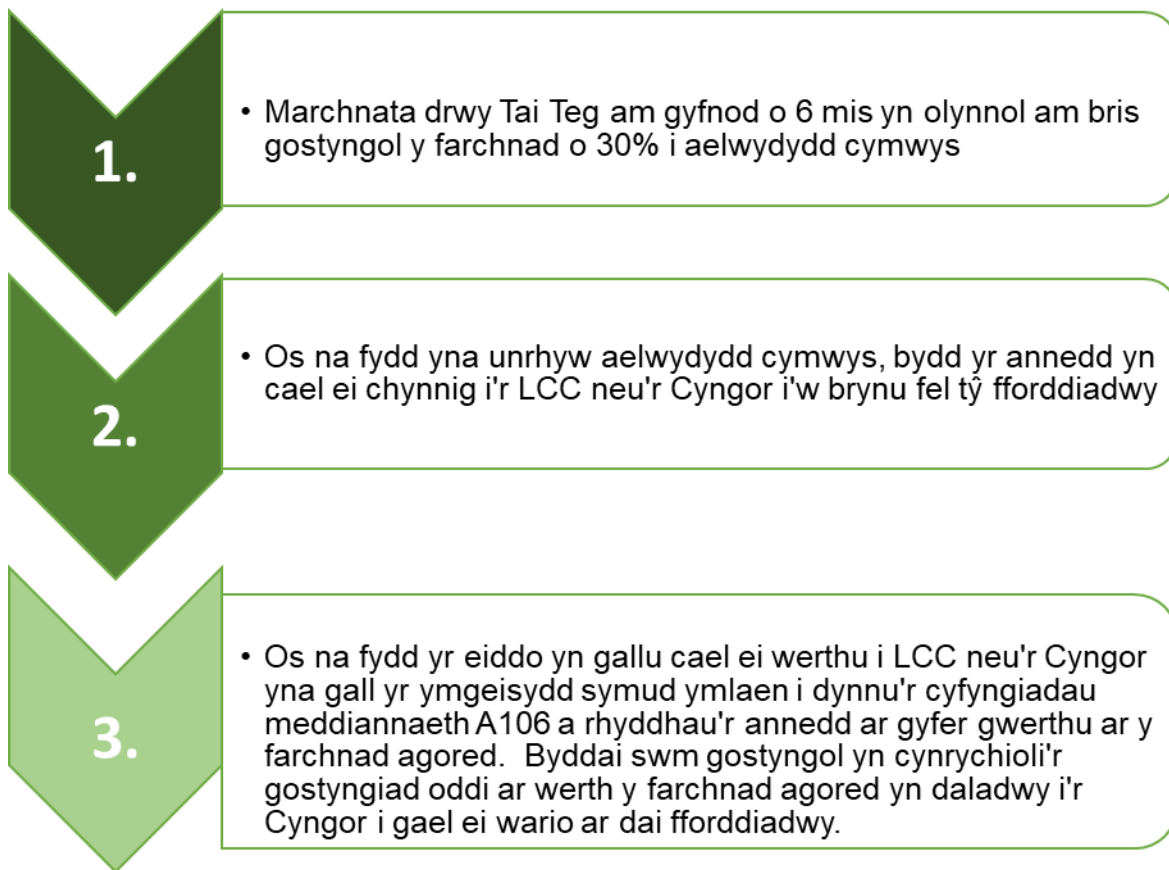 1.
• Marchnata drwy Tai Teg am gyfnod o 6 mis yn olynnol am bris
gostyngol y farchnad o 30% i aelwydydd cymwys
2.
• Os na fydd yna unrhyw aelwydydd cymwys, bydd yr annedd yn
cael ei chynnig i'r LCC neu'r Cyngor i'w brynu fel tŷ fforddiadwy
3.
• Os na fydd yr eiddo yn gallu cael ei werthu i LCC neu'r Cyngor
yna gall yr ymgeisydd symud ymlaen i dynnu'r cyfyngiadau
meddiannaeth A106 a rhyddhau'r annedd ar gyfer gwerthu ar y
farchnad agored.  Byddai swm gostyngol yn cynrychioli'r
gostyngiad oddi ar werth y farchnad agored yn daladwy i'r
Cyngor i gael ei wario ar dai fforddiadwy.